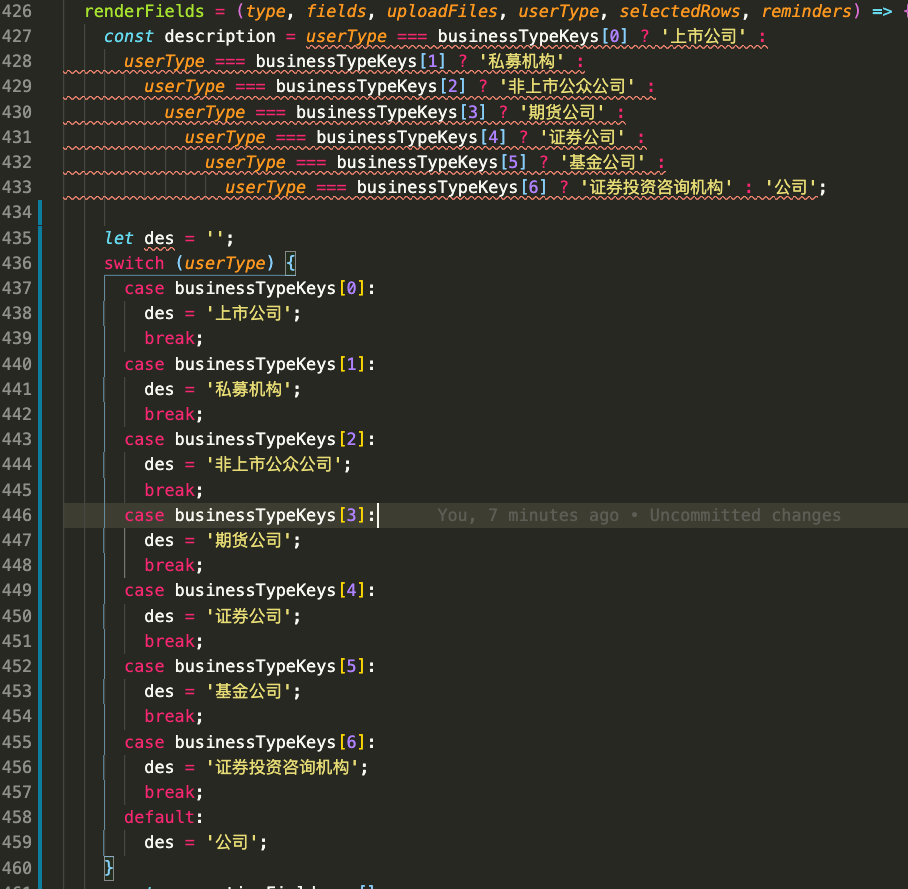 426 renderFields = (type, fields, uploadFiles, userType, selectedRows, reminders) => {
427 const description = userType === businessTypeKeys[0] ? '上市公司' :
428 userType === businessTypeKeys[1] ? '私募机构' :
429 userType === businessTypeKeys[2] ? '非上市公众公司' :
430 userType === businessTypeKeys[3] ? '期货公司' :
431 userType === businessTypeKeys[4] ? '证券公司' :
432 userType === businessTypeKeys[5] ? '基金公司' :
433 userType === businessTypeKeys[6] ? '证券投资咨询机构' : '公司';
434
435 let des = '';
436 switch (userType) {
437 case businessTypeKeys[0]:
438 des = '上市公司';
439 break;
440 case businessTypeKeys[1]:
441 des = '私募机构';
442 break;
443 case businessTypeKeys[2]:
444 des = '非上市公众公司';
445 break;
446 case businessTypeKeys[3]: You, 7 minutes ago • Uncommitted changes
447 des = '期货公司';
448 break;
449 case businessTypeKeys[4]:
450 des = '证券公司';
451 break;
452 case businessTypeKeys[5]:
453 des = '基金公司';
454 break;
455 case businessTypeKeys[6]:
456 des = '证券投资咨询机构';
457 break;
458 default:
459 des = '公司';
460 }